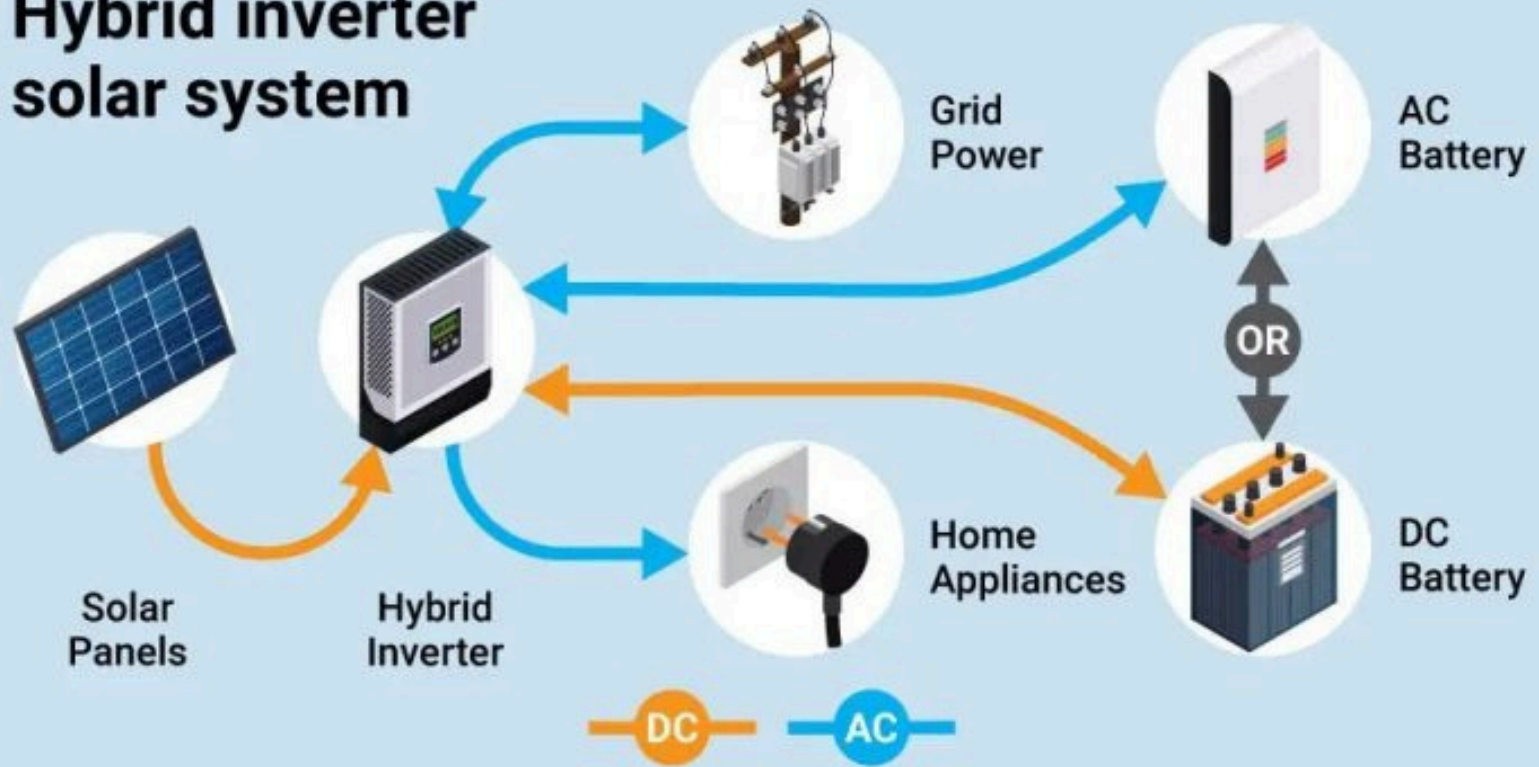 Hybrid inverter
solar system
Grid
Power
AC
Battery
OR
Solar
Panels
Hybrid
Inverter
Home
Appliances
DC
Battery
DC
AC